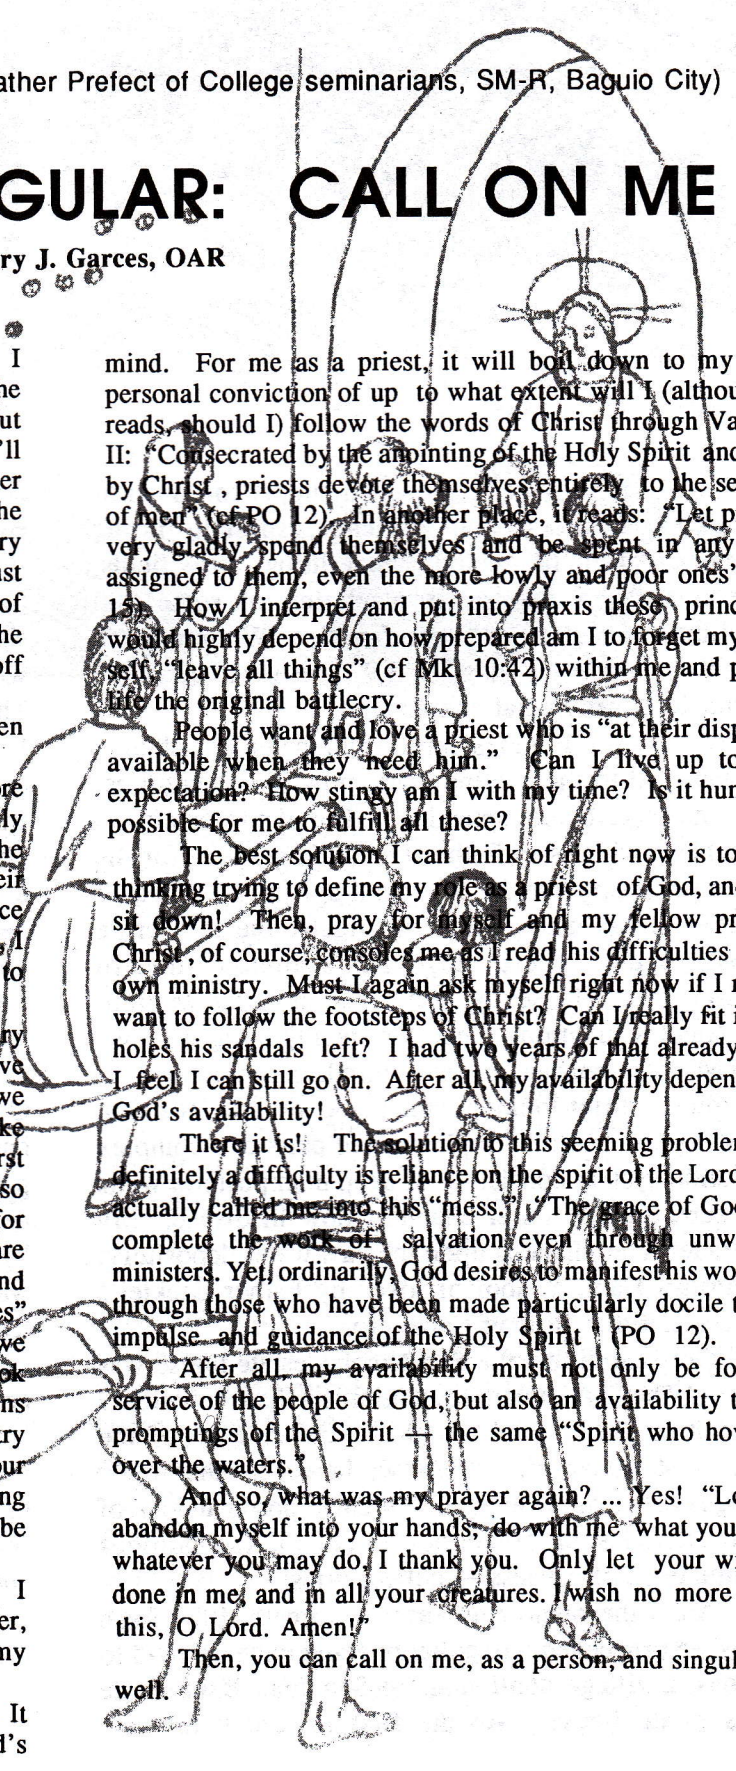 ather Prefect of College seminarians, SM-R, Baguio City)
GULAR: CALL ON ME
ry J. Garces, OAR
I
ne
ut
'll
er
he
ry
ust
of
he
off
en
ore
ly,
he
eir
ce
, I
to
ry
ve
we
ke
rst
so
for
are
nd
es”
we
ok
ns
try
our
ng
be
I
er,
my
It
d's
mind. For me as a priest, it will boil down to my
personal conviction of up to what extent will I (althou
reads, should I) follow the words of Christ through Va
II: “Consecrated by the anointing of the Holy Spirit and
by Christ , priests devote themselves entirely to the se
of men” (cf PO 12). In another place, it reads: “Let p
very gladly spend themselves and be spent in any
assigned to them, even the more lowly and poor ones”
15). How I interpret and put into praxis these princ
would highly depend on how prepared am I to forget my
self, “leave all things” (cf Mk. 10:42) within me and p
life the original battlecry.
People want and love a priest who is “at their disp
available when they need him.” Can I live up to
expectation? How stingy am I with my time? Is it hum
possible for me to fulfill all these?
The best solution I can think of right now is to
thinking trying to define my role as a priest of God, and
sit down! Then, pray for myself and my fellow pr
Christ , of course, consoles me as I read his difficulties
own ministry. Must I again ask myself right now if I r
want to follow the footsteps of Christ? Can I really fit i
holes his sandals left? I had two years of that already
I feel I can still go on. After all, my availability depen
God's availability!
There it is! The solution to this seeming problem
definitely a difficulty is reliance on the spirit of the Lord
actually called me into this “mess.” “The grace of God
complete the work of salvation even through unw
ministers. Yet, ordinarily, God desires to manifest his wo
through those who have been made particularly docile t
impulse and guidance of the Holy Spirit " (PO 12).
After all, my availability must not only be fo
service of the people of God, but also an availability t
promptings of the Spirit — the same “Spirit who hov
over the waters.”
And so, what was my prayer again? ... Yes! “Lo
abandon myself into your hands; do with me what you
whatever you may do, I thank you. Only let your wi
done in me, and in all your creatures. I wish no more
this, O Lord. Amen!”
Then, you can call on me, as a person, and singul
well.